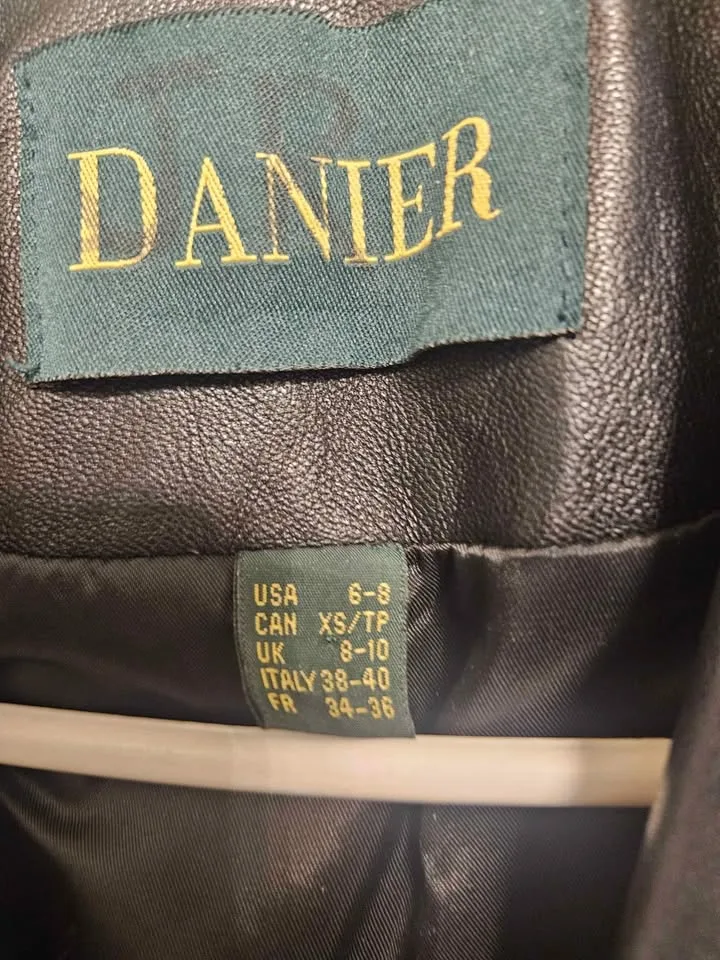 DANIER
USA 6-8
CAN XS/TP
UK 8-10
ITALY 38-40
FR 34-36